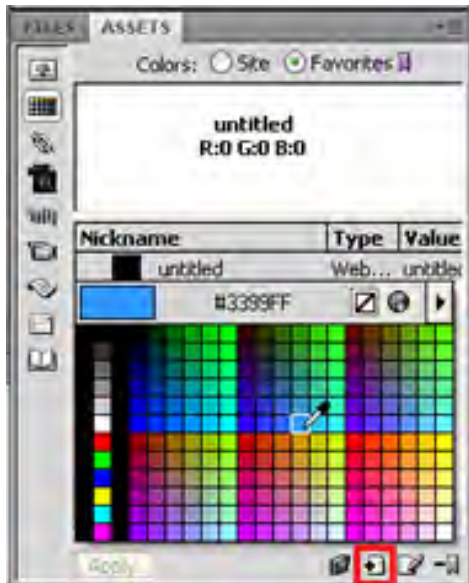 FILES ASSETS
Colors: Site Favorites
untitled
R:0 G:0 B:0
Nickname Type Value
untitled Web... untitled
#3399FF
Apply